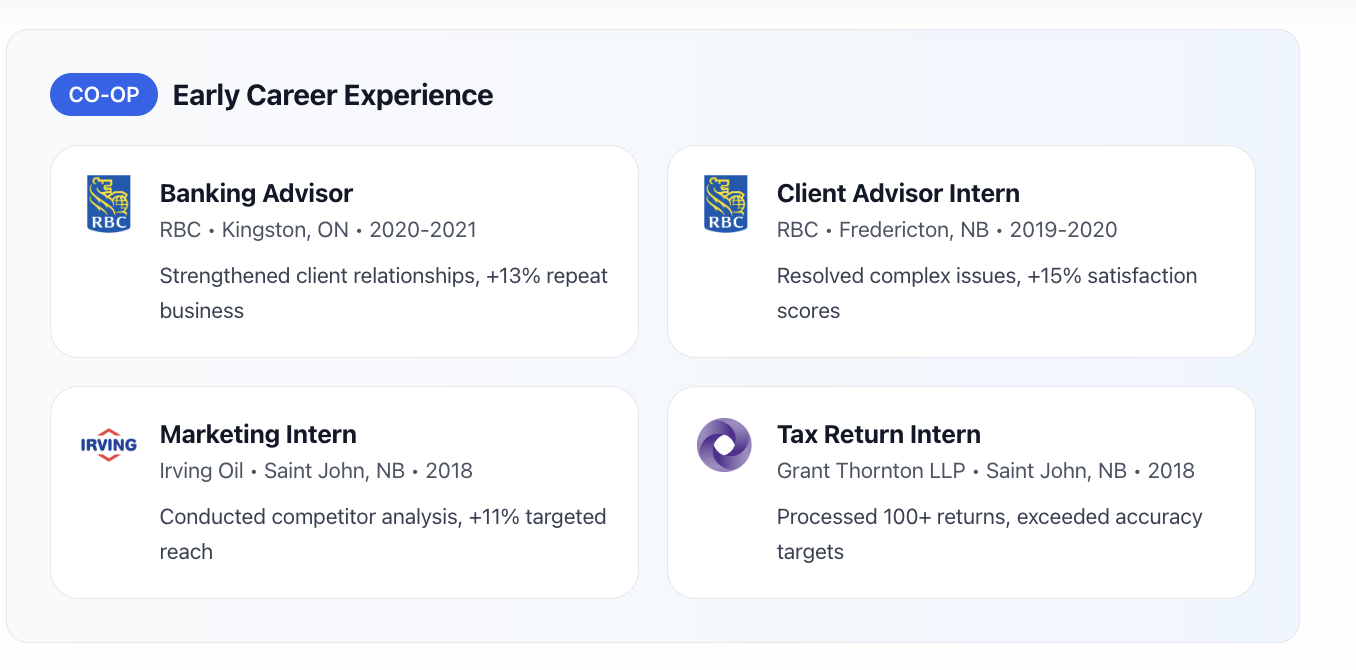 CO-OP Early Career Experience
RBC
Banking Advisor
RBC • Kingston, ON • 2020-2021
Strengthened client relationships, +13% repeat
business
RBC
Client Advisor Intern
RBC • Fredericton, NB • 2019-2020
Resolved complex issues, +15% satisfaction
scores
IRVING
Marketing Intern
Irving Oil • Saint John, NB • 2018
Conducted competitor analysis, +11% targeted
reach
Tax Return Intern
Grant Thornton LLP • Saint John, NB • 2018
Processed 100+ returns, exceeded accuracy
targets